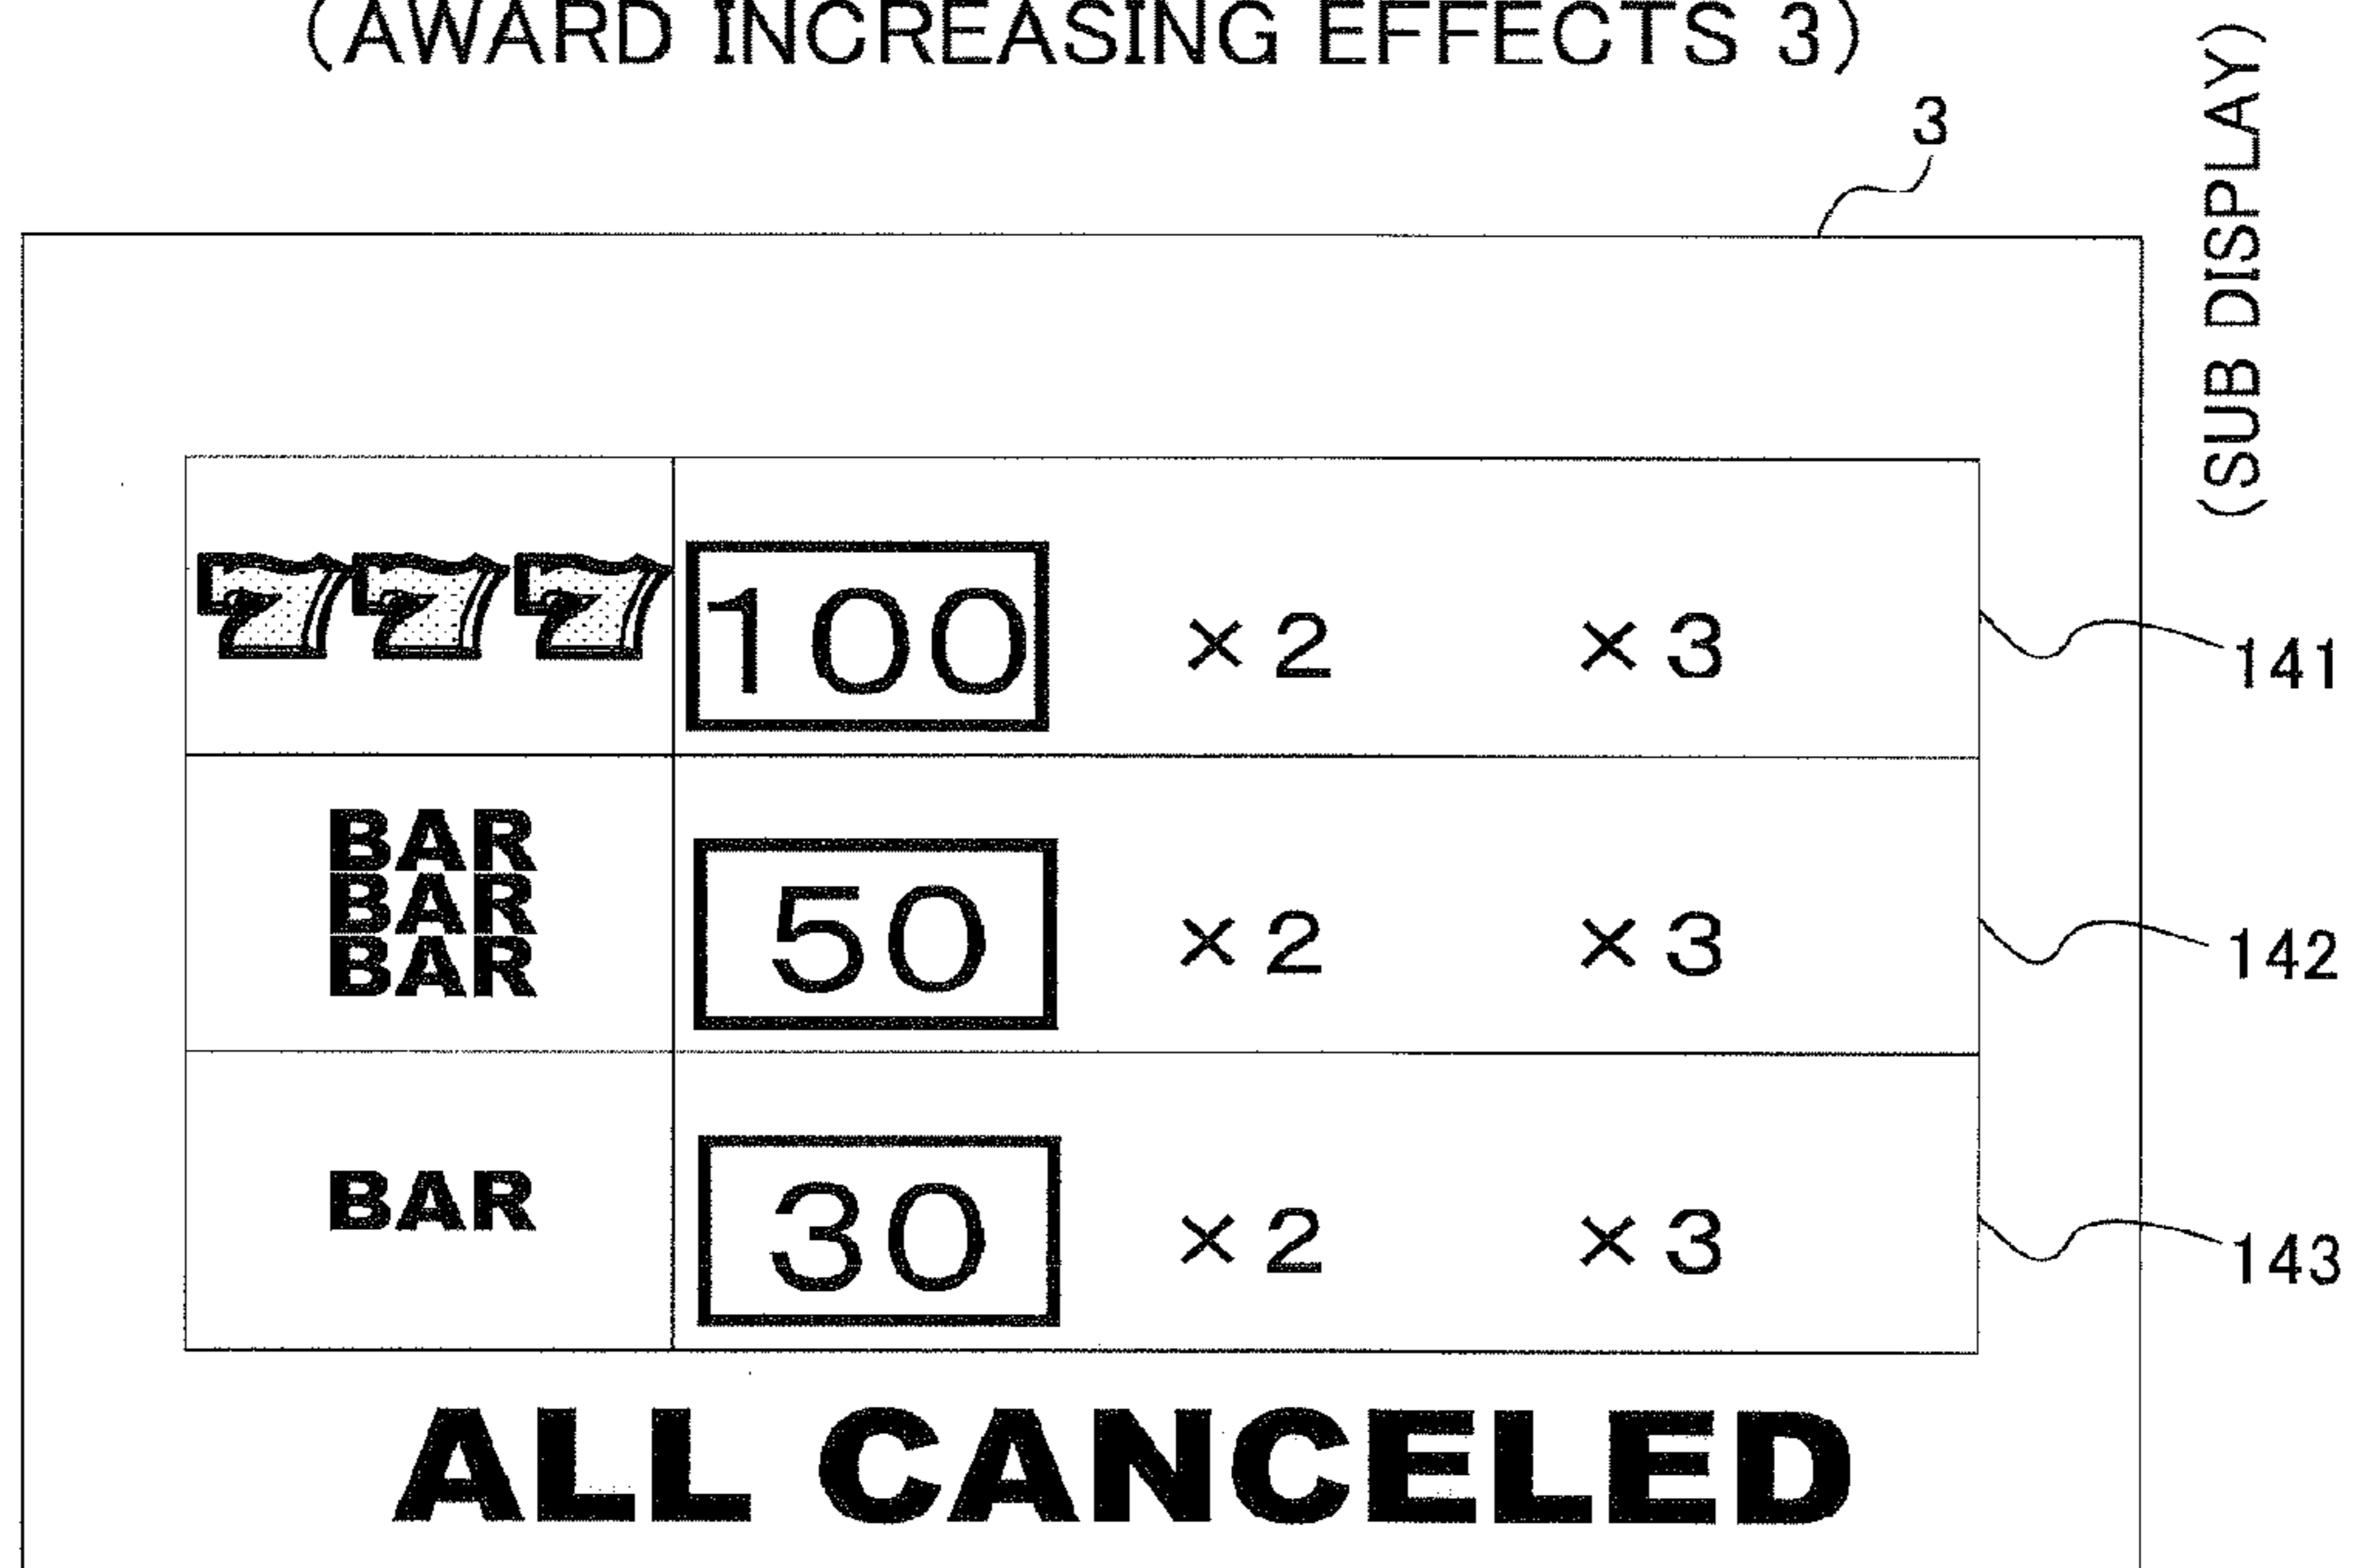 (AWARD INCREASING EFFECTS 3)
3
(SUB DISPLAY)
777 100 ×2 ×3
141
BAR
BAR
BAR
50 ×2 ×3
142
BAR 30 ×2 ×3
143
ALL CANCELED